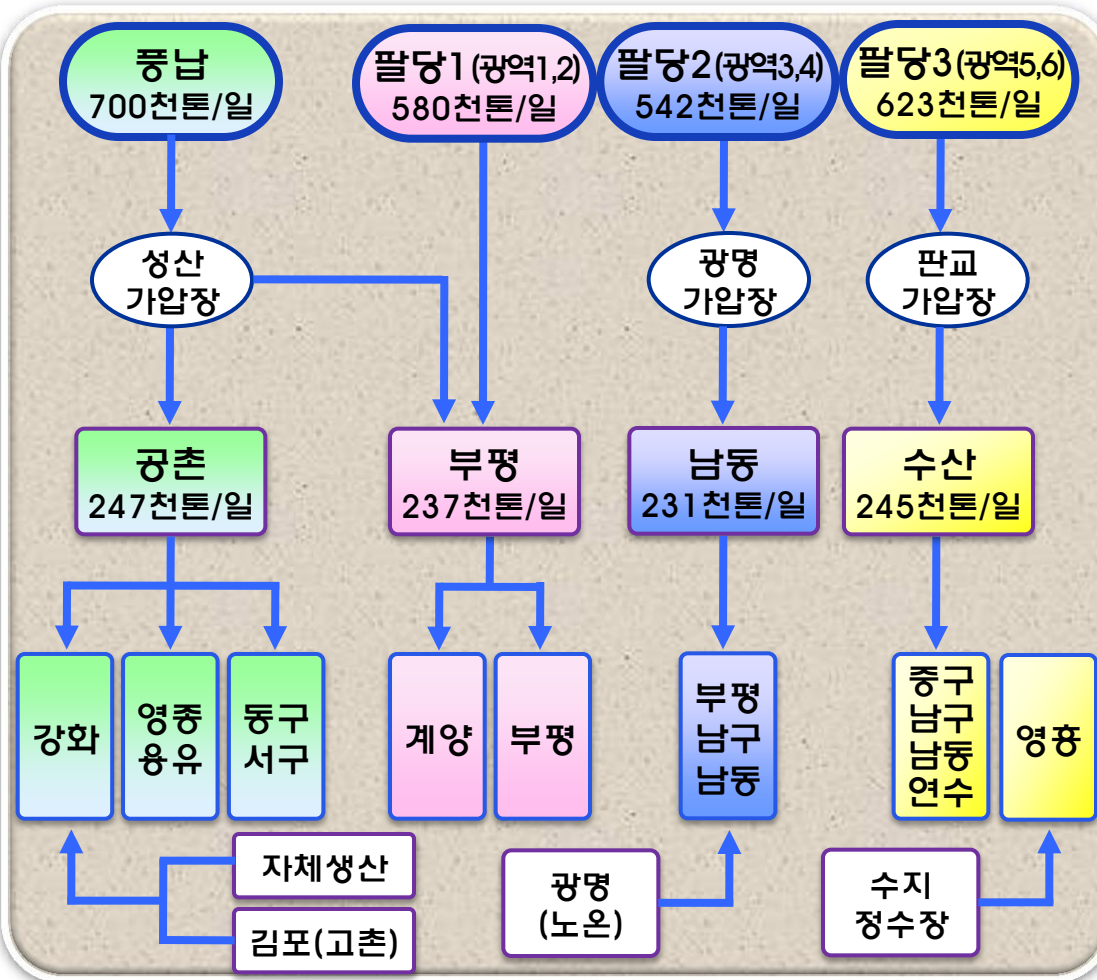 풍납
700천톤/일
팔당1(광역1,2)
580천톤/일
팔당2(광역3,4)
542천톤/일
팔당3(광역5,6)
623천톤/일
성산
가압장
광명
가압장
판교
가압장
공촌
247천톤/일
부평
237천톤/일
남동
231천톤/일
수산
245천톤/일
강화
영종
용유
동구
서구
계양
부평
부평
남구
남동
중구
남구
남동
연수
영흥
자체생산
김포(고촌)
광명
(노온)
수지
정수장